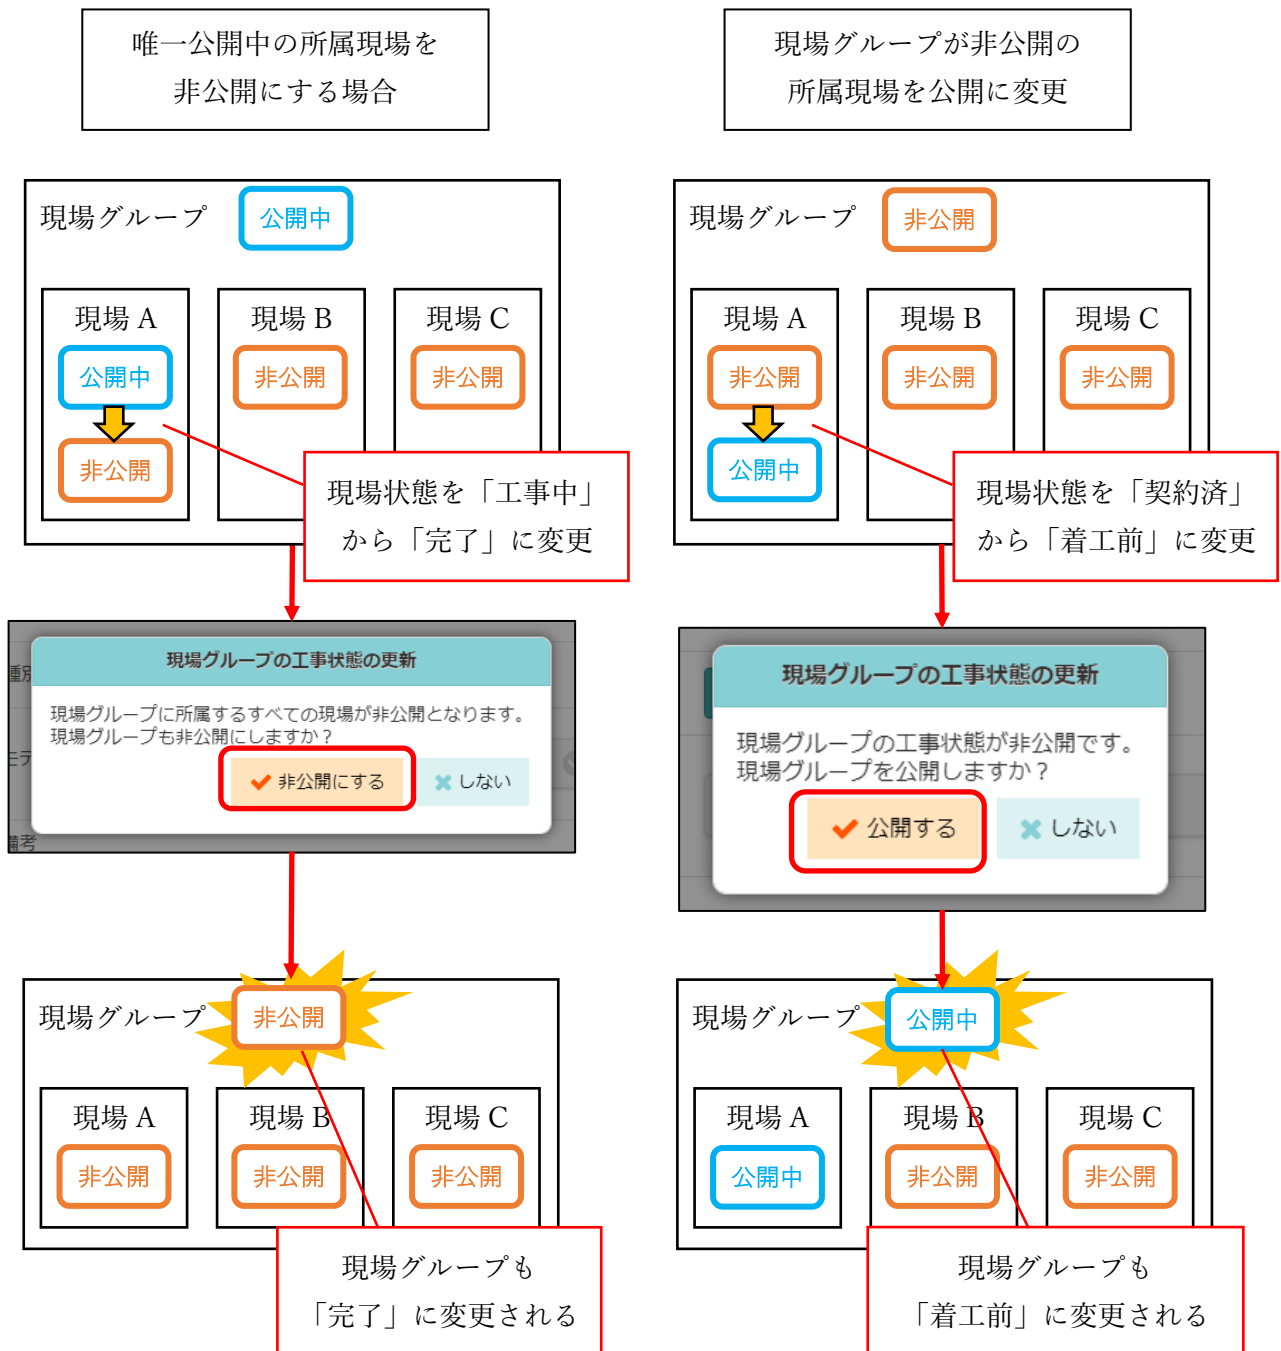 唯一公開中の所属現場を
非公開にする場合
現場グループ 公開中
現場 A
現場 B
現場 C
公開中
非公開
非公開
非公開
現場状態を「工事中」
から「完了」に変更
現場グループの工事状態の更新
現場グループに所属するすべての現場が非公開となります。
現場グループも非公開にしますか？
非公開にする
しない
備考
現場グループ 非公開
現場 A
現場 B
現場 C
非公開
非公開
非公開
現場グループも
「完了」に変更される
現場グループが非公開の
所属現場を公開に変更
現場グループ 非公開
現場 A
現場 B
現場 C
非公開
非公開
非公開
公開中
現場状態を「契約済」
から「着工前」に変更
現場グループの工事状態の更新
現場グループの工事状態が非公開です。
現場グループを公開しますか？
公開する
しない
現場グループ 公開中
現場 A
現場 B
現場 C
公開中
非公開
非公開
現場グループも
「着工前」に変更される